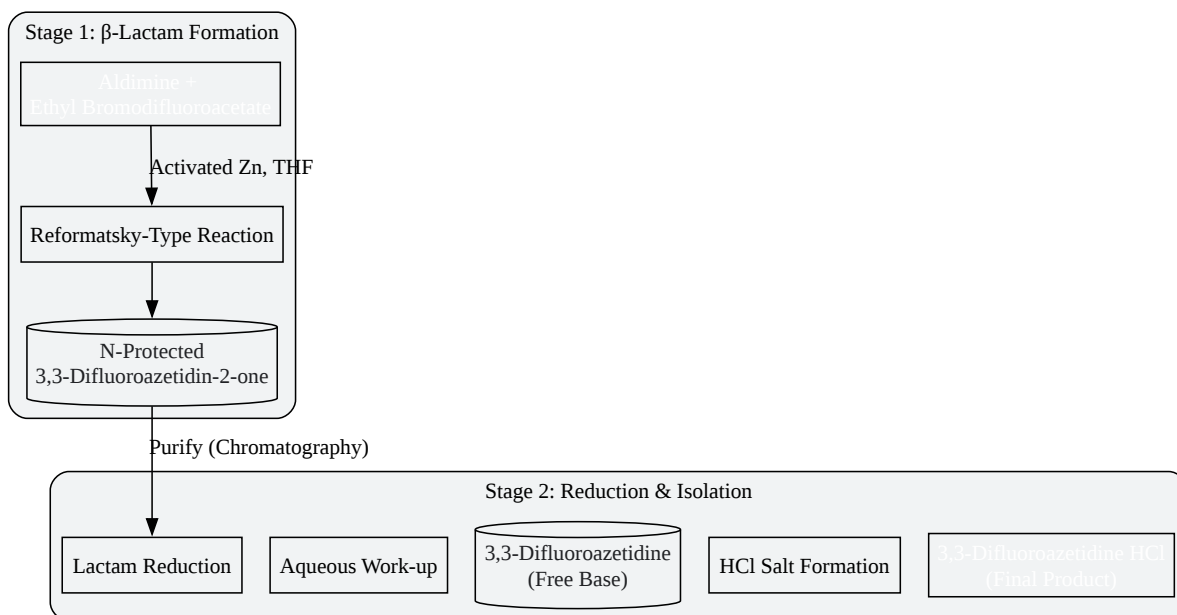 Stage 1: β-Lactam Formation
Aldimine +
Ethyl Bromodifluoroacetate
Activated Zn, THF
Reformatsky-Type Reaction
N-Protected
3,3-Difluoroazetidin-2-one
Purify (Chromatography)
Stage 2: Reduction & Isolation
Lactam Reduction
Aqueous Work-up
3,3-Difluoroazetidine
(Free Base)
HCl Salt Formation
3,3-Difluoroazetidine HCl
(Final Product)